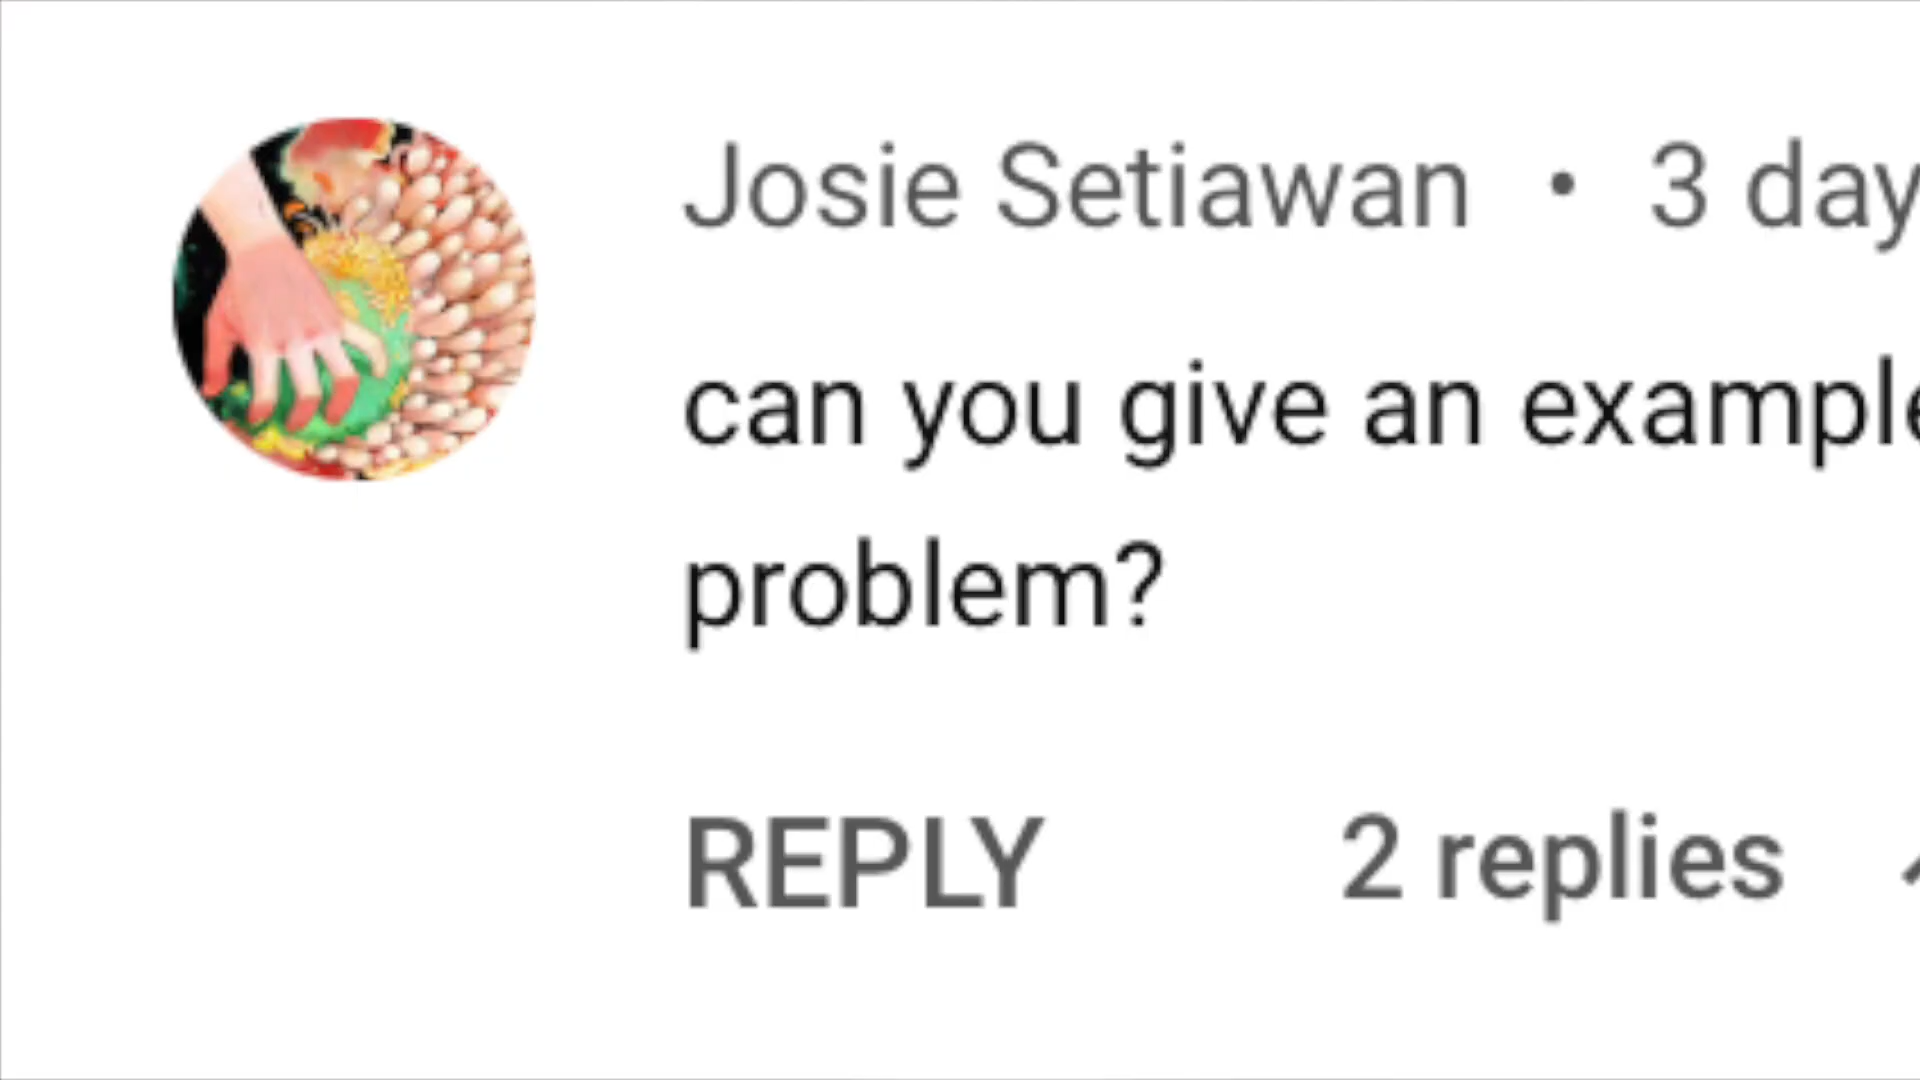 Josie Setiawan • 3 day
can you give an example
problem?
REPLY 2 replies